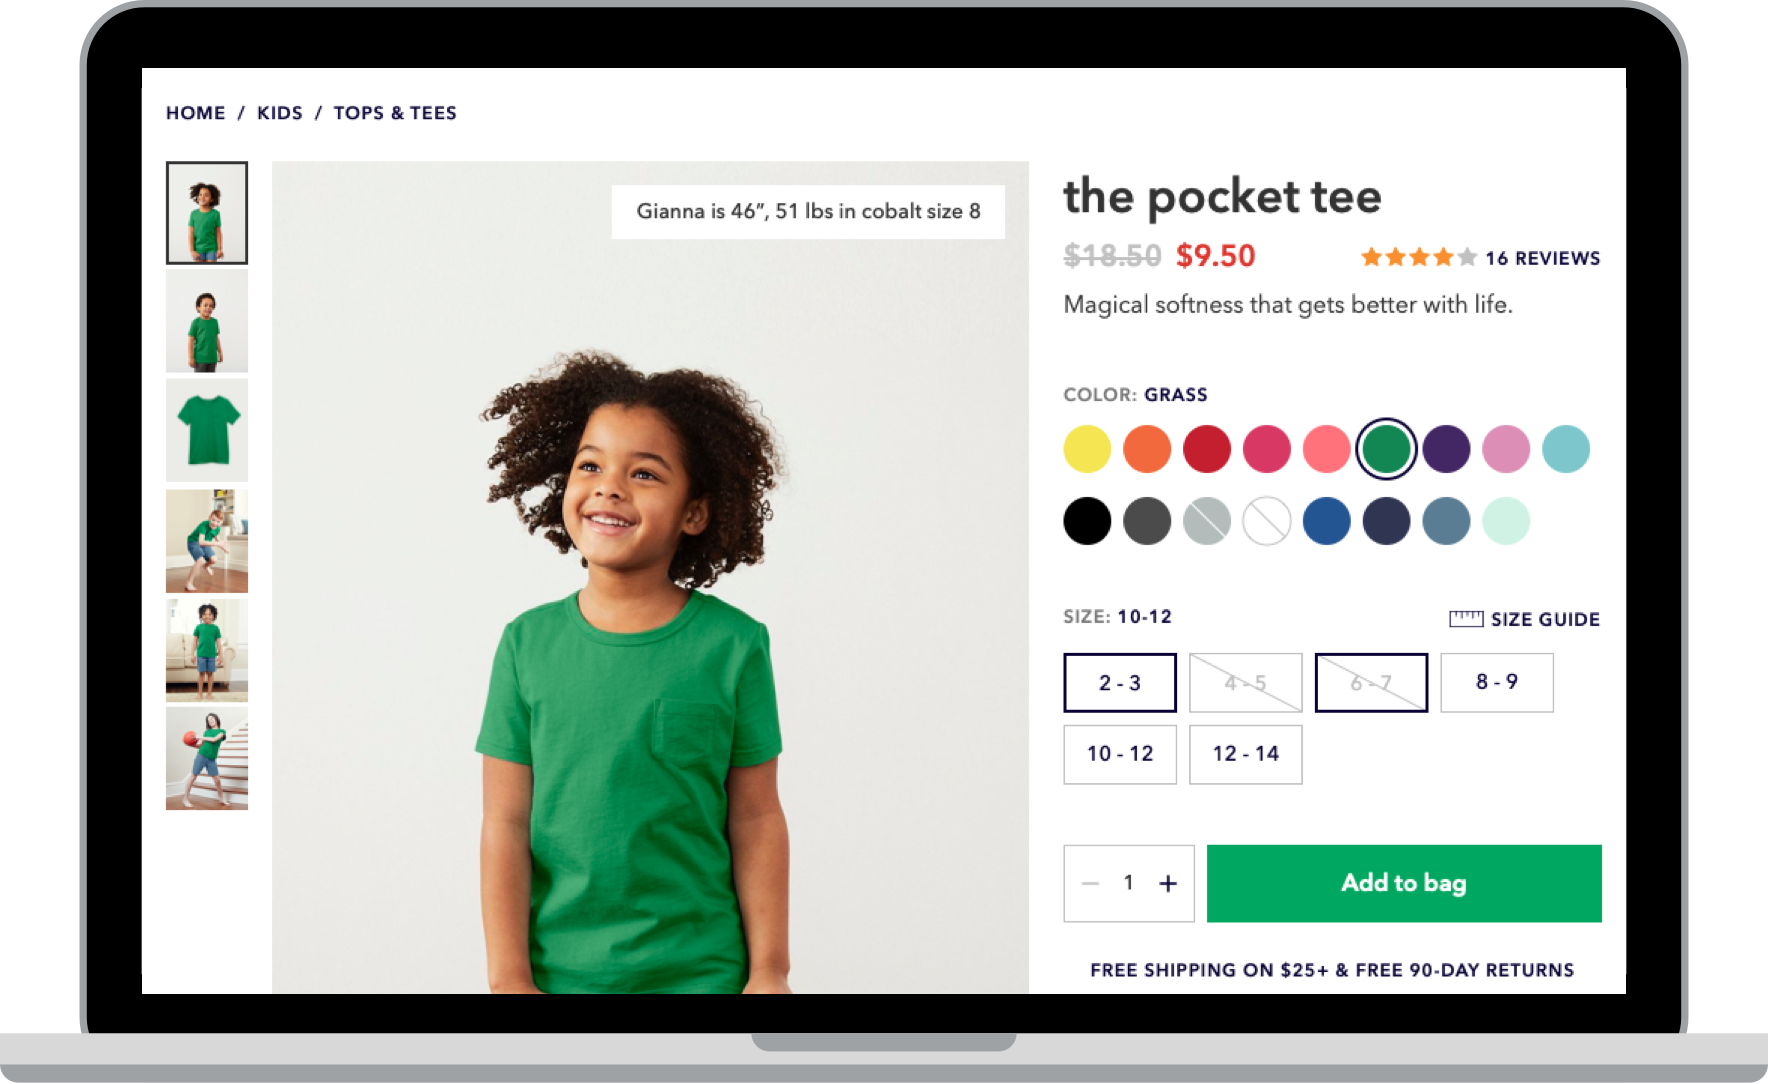 HOME / KIDS / TOPS & TEES
Gianna is 46”, 51 lbs in cobalt size 8
the pocket tee
$18.50 $9.50
16 REVIEWS
Magical softness that gets better with life.
COLOR: GRASS
SIZE: 10-12
SIZE GUIDE
2 - 3
4 - 5
6 - 7
8 - 9
10 - 12
12 - 14
1
Add to bag
FREE SHIPPING ON $25+ & FREE 90-DAY RETURNS